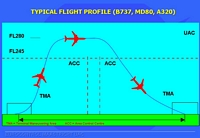 TYPICAL FLIGHT PROFILE (B737, MD80, A320)
FL290
UAC
FL245
ACC
ACC
TMA
TMA